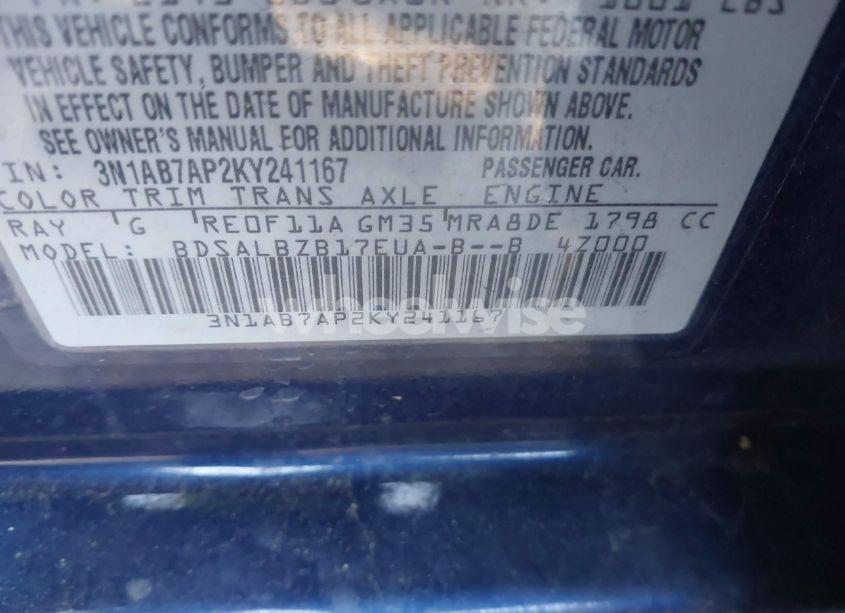 THIS VEHICLE CONFORMS TO ALL APPLICABLE FEDERAL MOTOR
VEHICLE SAFETY, BUMPER AND THEFT PREVENTION STANDARDS
IN EFFECT ON THE DATE OF MANUFACTURE SHOWN ABOVE.
SEE OWNER'S MANUAL FOR ADDITIONAL INFORMATION.
IN: 3N1AB7AP2KY241167 PASSENGER CAR.
COLOR TRIM TRANS AXLE ENGINE
RAY G RE0F11A GM35 MRA8DE 1798 CC
MODEL: BDSALBZB17EUA-B--B 4Z000
wheelwise
3N1AB7AP2KY241167